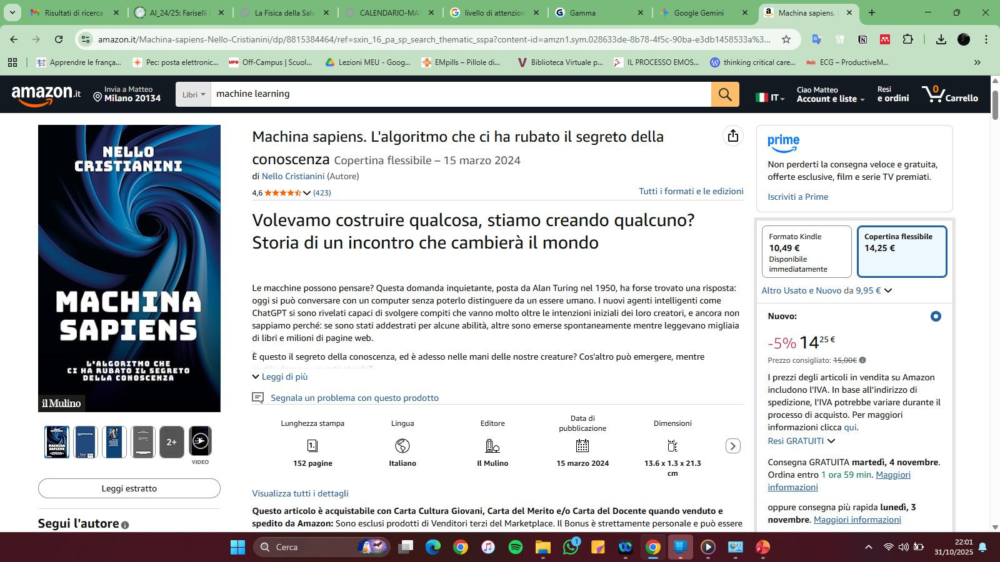 Risultati di ricerca
AI_24/25: Fariselli
La Fisica della Salu
CALENDARIO-MA
livello di attenzion
Gamma
Google Gemini
Machina sapiens.
amazon.it/Machina-sapiens-Nello-Cristianini/dp/8815384464/ref=sxin_16_pa_sp_search_thematic_sspa?content-id=amzn1.sym.028633de-8b78-4f5c-90ba-e3db1458533a%3...
Apprendre le frança...
Pec: posta elettronic...
Off-Campus | Scuol...
Lezioni MEU - Goog...
EMpills – Pillole di...
Biblioteca Virtuale p...
IL PROCESSO EMOS...
thinking critical care...
ECG – ProductiveM...
amazon.it
Invia a Matteo
Milano 20134
Libri
machine learning
IT
Ciao Matteo
Account e liste
Resi
e ordini
0
Carrello
NELLO
CRISTIANINI
MACHINA
SAPIENS
L'ALGORITMO CHE
CI HA RUBATO IL SEGRETO
DELLA CONOSCENZA
il Mulino
2+
VIDEO
Leggi estratto
Segui l'autore
Machina sapiens. L'algoritmo che ci ha rubato il segreto della
conoscenza Copertina flessibile – 15 marzo 2024
di Nello Cristianini (Autore)
4,6 (423)
Tutti i formati e le edizioni
Volevamo costruire qualcosa, stiamo creando qualcuno?
Storia di un incontro che cambierà il mondo
Le macchine possono pensare? Questa domanda inquietante, posta da Alan Turing nel 1950, ha forse trovato una risposta:
oggi si può conversare con un computer senza poterlo distinguere da un essere umano. I nuovi agenti intelligenti come
ChatGPT si sono rivelati capaci di svolgere compiti che vanno molto oltre le intenzioni iniziali dei loro creatori, e ancora non
sappiamo perché: se sono stati addestrati per alcune abilità, altre sono emerse spontaneamente mentre leggevano migliaia
di libri e milioni di pagine web.
È questo il segreto della conoscenza, ed è adesso nelle mani delle nostre creature? Cos'altro può emergere, mentre
Leggi di più
Segnala un problema con questo prodotto
Lunghezza stampa
152 pagine
Lingua
Italiano
Editore
Il Mulino
Data di
pubblicazione
15 marzo 2024
Dimensioni
13.6 x 1.3 x 21.3
cm
Visualizza tutti i dettagli
Questo articolo è acquistabile con Carta Cultura Giovani, Carta del Merito e/o Carta del Docente quando venduto e
spedito da Amazon: Sono esclusi prodotti di Venditori terzi del Marketplace. Il Bonus è strettamente personale e può essere
prime
Non perderti la consegna veloce e gratuita,
offerte esclusive, film e serie TV premiati.
Iscriviti a Prime
Formato Kindle
10,49 €
Disponibile
immediatamente
Copertina flessibile
14,25 €
Altro Usato e Nuovo da 9,95 €
Nuovo:
-5% 14 25 €
Prezzo consigliato: 15,00€
I prezzi degli articoli in vendita su Amazon
includono l’IVA. In base all’indirizzo di
spedizione, l’IVA potrebbe variare durante il
processo di acquisto. Per maggiori
informazioni clicca qui.
Resi GRATUITI
Consegna GRATUITA martedì, 4 novembre.
Ordina entro 1 ora 59 min. Maggiori
informazioni
oppure consegna più rapida lunedì, 3
novembre. Maggiori informazioni
Cerca
1
22:01
31/10/2025